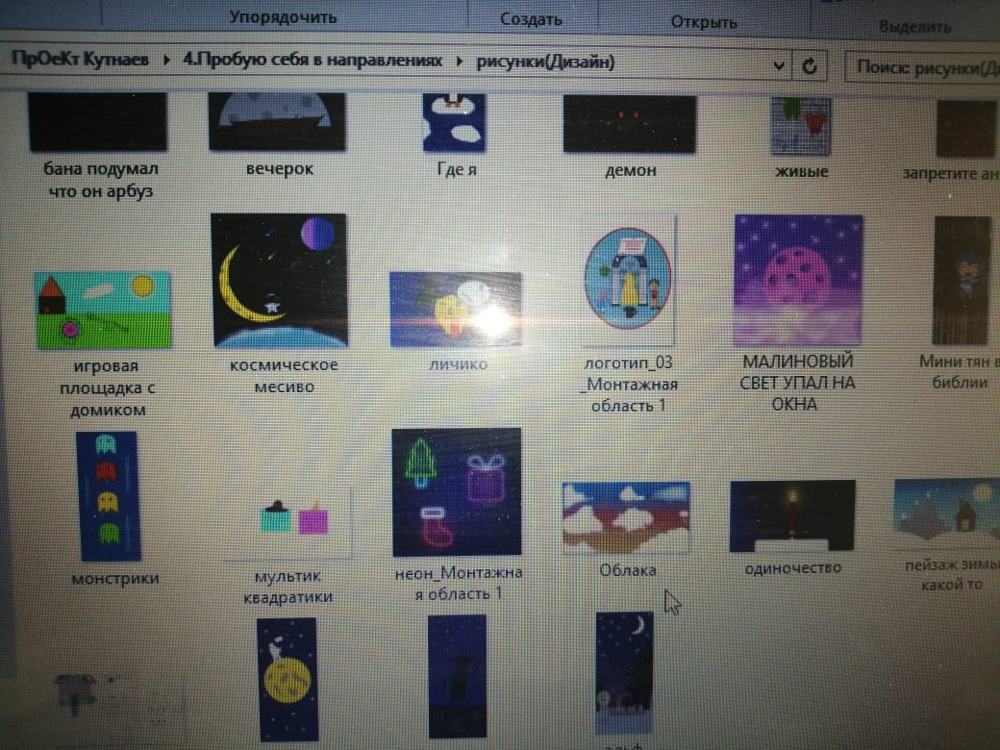 Упорядочить
Создать
Открыть
Выделить
ПрОеКт Кутнаев
4.Пробую себя в направлениях
рисунки(Дизайн)
Поиск: рисунки(Ди
бана подумал
что он арбуз
вечерок
Где я
демон
живые
запретите ан
игровая
площадка с
домиком
космическое
месиво
личико
логотип_03
_Монтажная
область 1
МАЛИНОВЫЙ
СВЕТ УПАЛ НА
ОКНА
Мини тян в
библии
монстрики
мультик
квадратики
неон_Монтажна
я область 1
Облака
одиночество
пейзаж зимы
какой то